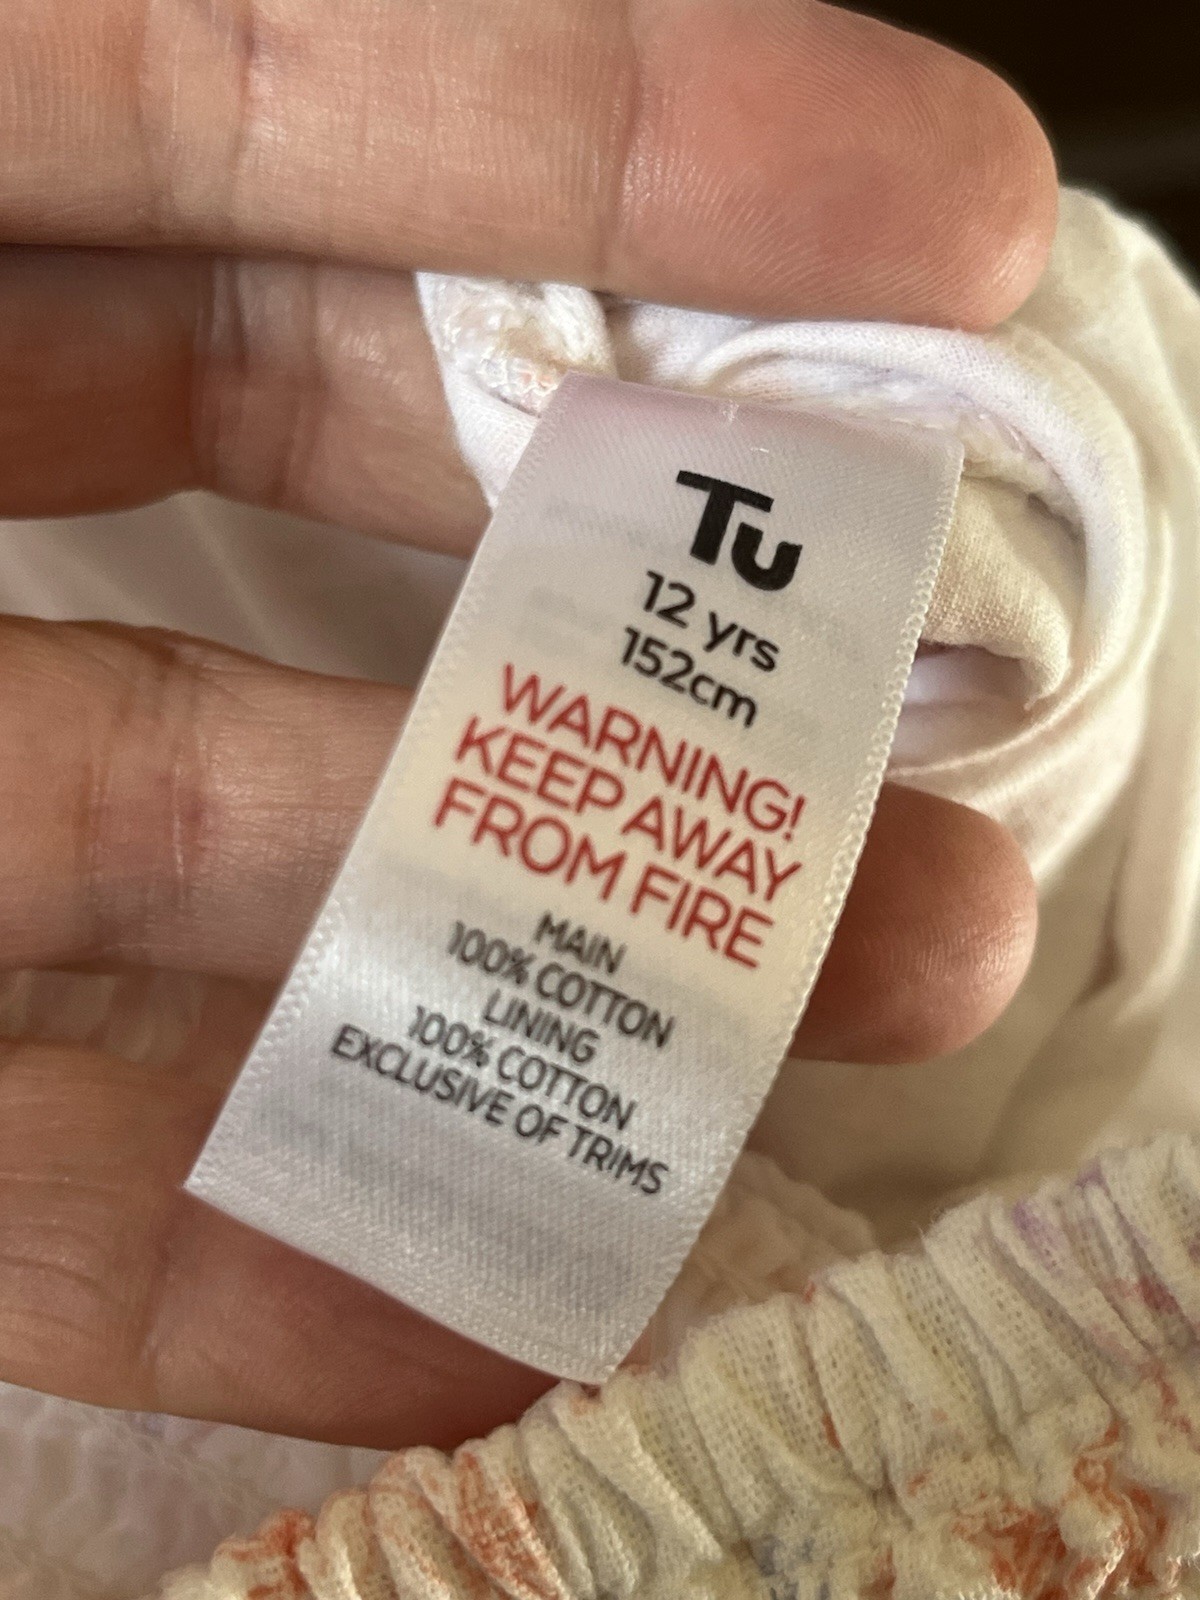 Tu
12 yrs
152cm
WARNING!
KEEP AWAY
FROM FIRE
MAIN
100% COTTON
LINING
100% COTTON
EXCLUSIVE OF TRIMS